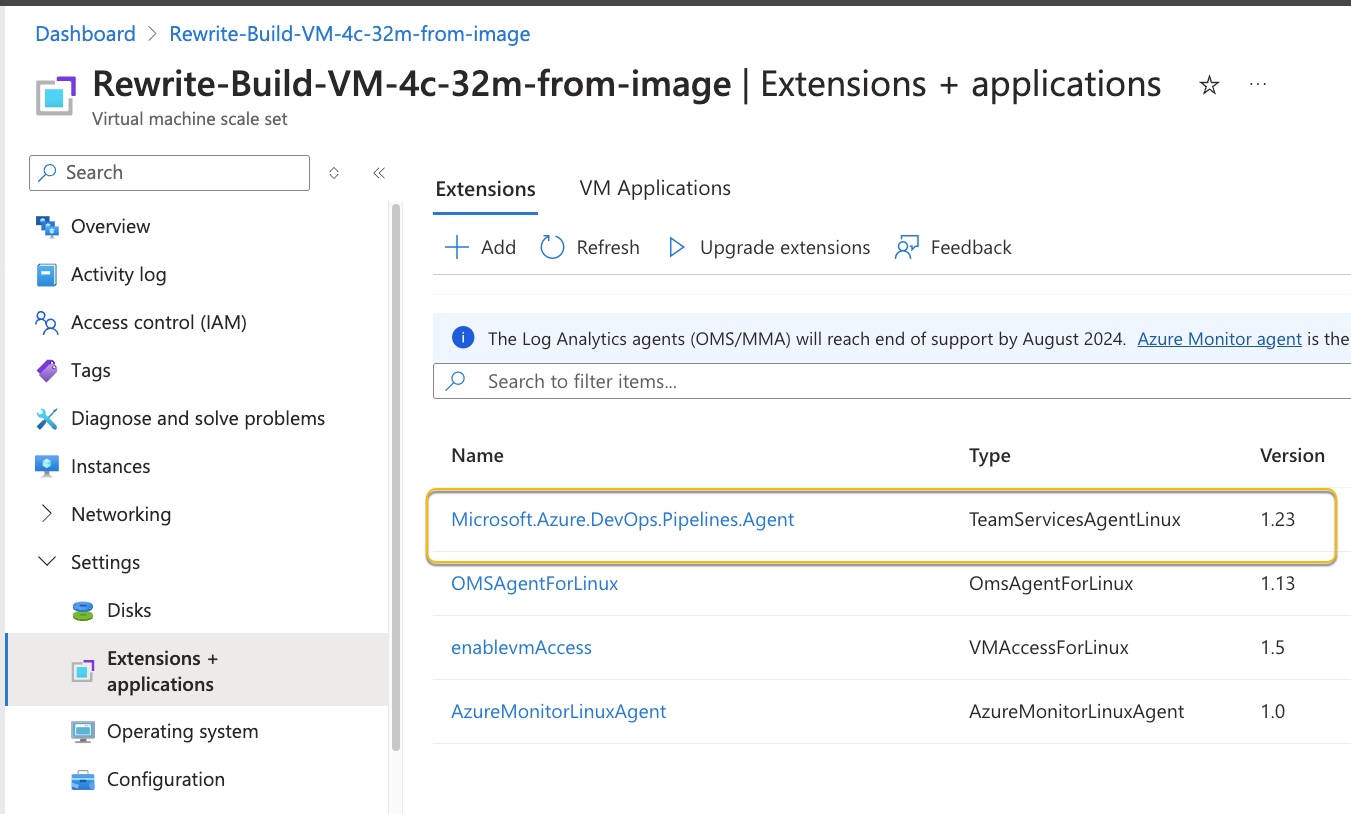 Dashboard > Rewrite-Build-VM-4c-32m-from-image
Rewrite-Build-VM-4c-32m-from-image | Extensions + applications
Virtual machine scale set
Search
Overview
Activity log
Access control (IAM)
Tags
Diagnose and solve problems
Instances
Networking
Settings
Disks
Extensions +
applications
Operating system
Configuration
Extensions VM Applications
Add Refresh Upgrade extensions Feedback
The Log Analytics agents (OMS/MMA) will reach end of support by August 2024. Azure Monitor agent is the
Search to filter items...
Name Type Version
Microsoft.Azure.DevOps.Pipelines.Agent TeamServicesAgentLinux 1.23
OMSAgentForLinux OmsAgentForLinux 1.13
enablevmAccess VMAccessForLinux 1.5
AzureMonitorLinuxAgent AzureMonitorLinuxAgent 1.0